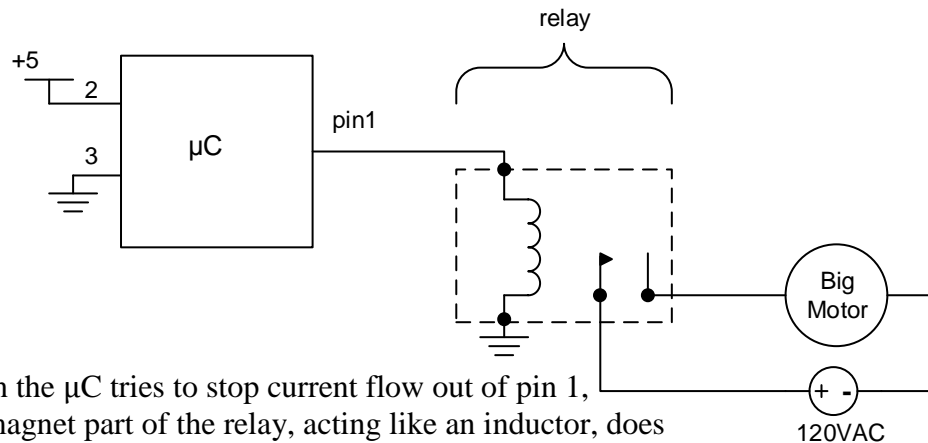 relay
+5
2
pin1
µC
3
Big
Motor
n the µC tries to stop current flow out of pin 1,
+ -
nagnet part of the relay, acting like an inductor, does
120VAC